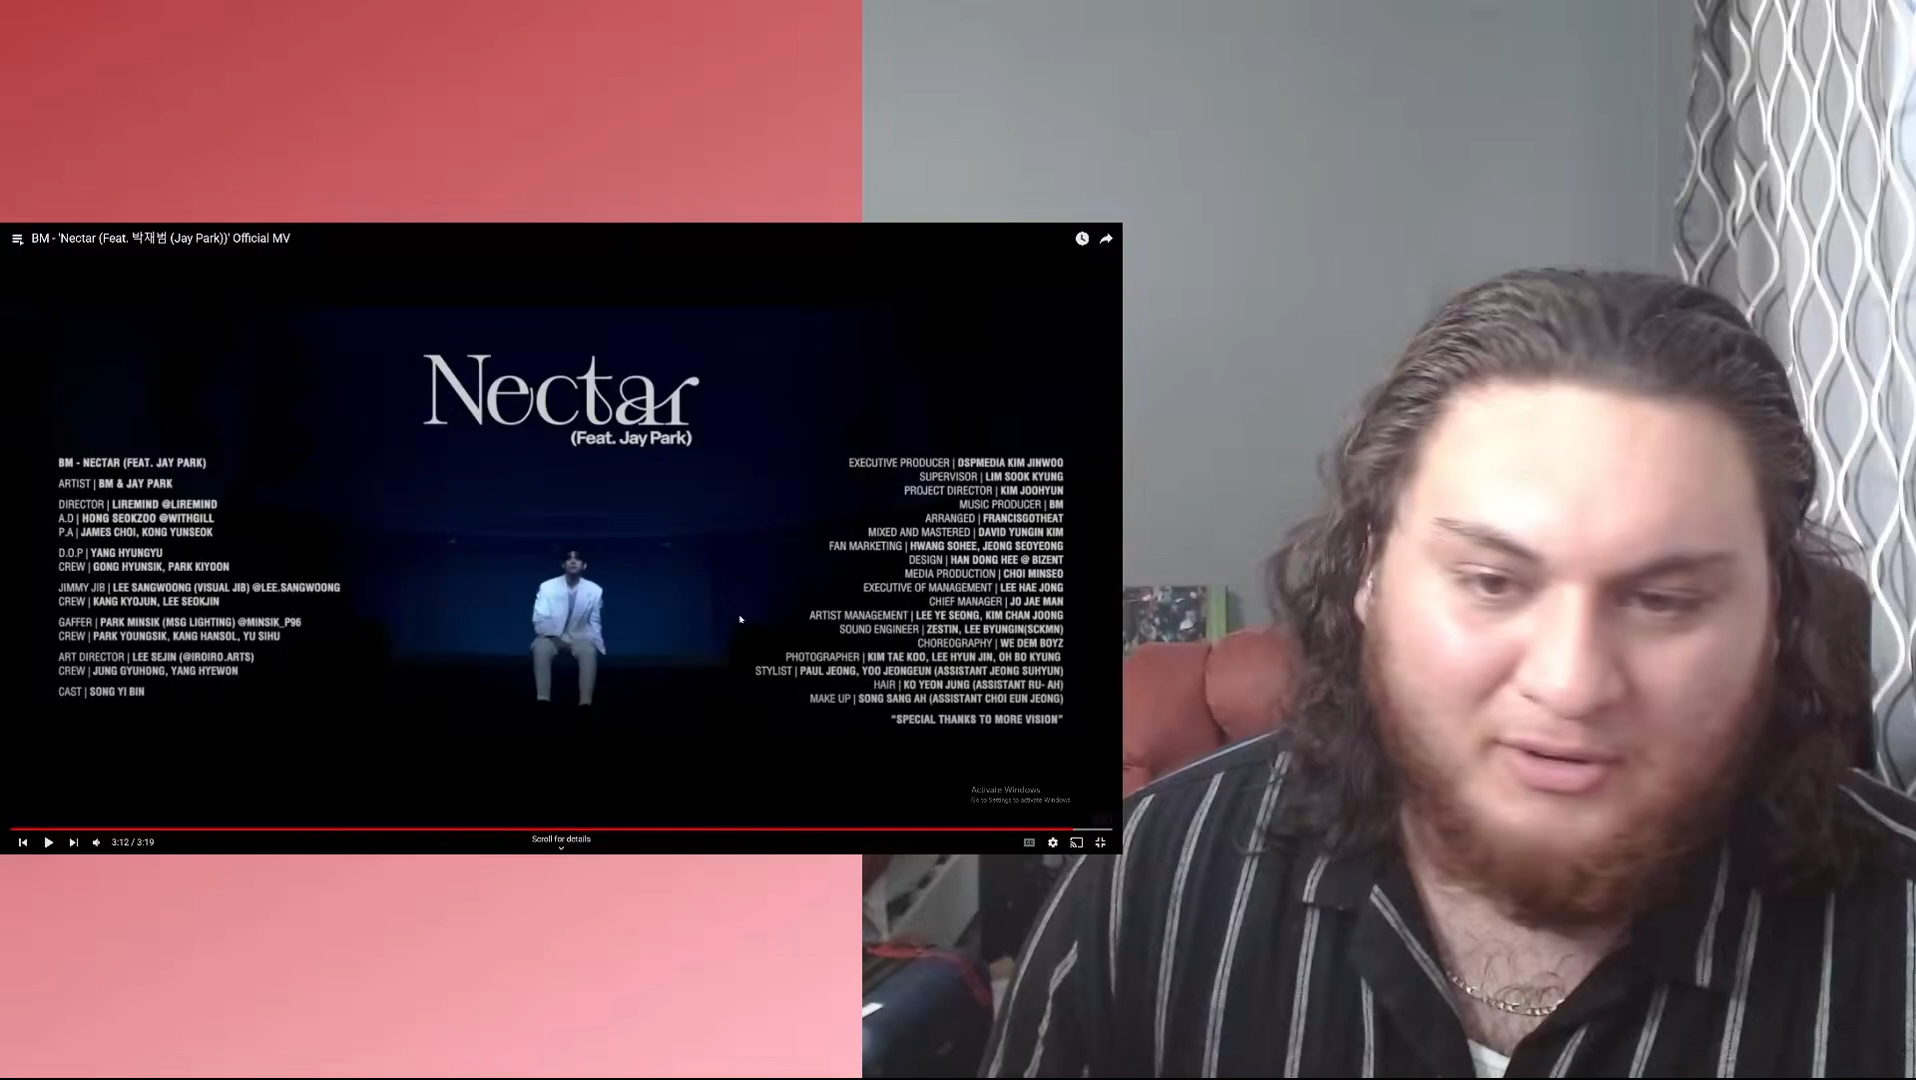 BM - 'Nectar (Feat. 박재범 (Jay Park))' Official MV
Nectar
(Feat. Jay Park)
BM - NECTAR (FEAT. JAY PARK)
ARTIST | BM & JAY PARK
DIRECTOR | LIREMIND @LIREMIND
A.D | HONG SEOKZOO @WITHGILL
P.A | JAMES CHOI, KONG YUNSEOK
D.O.P | YANG HYUNGYU
CREW | GONG HYUNSIK, PARK KIYOON
JIMMY JIB | LEE SANGWOONG (VISUAL JIB) @LEE.SANGWOONG
CREW | KANG KYOJUN, LEE SEOKJIN
GAFFER | PARK MINSIK (MSG LIGHTING) @MINSIK_P96
CREW | PARK YOUNGSIK, KANG HANSOL, YU SIHU
ART DIRECTOR | LEE SEJIN (@IROIRO.ARTS)
CREW | JUNG GYUHONG, YANG HYEWON
CAST | SONG YI BIN
EXECUTIVE PRODUCER | DSPMEDIA KIM JINWOO
SUPERVISOR | LIM SOOK KYUNG
PROJECT DIRECTOR | KIM JOOHYUN
MUSIC PRODUCER | BM
ARRANGED | FRANCISGOTHEAT
MIXED AND MASTERED | DAVID YUNGIN KIM
FAN MARKETING | HWANG SOHEE, JEONG SEOYEONG
DESIGN | HAN DONG HEE @ BIZENT
MEDIA PRODUCTION | CHOI MINSEO
EXECUTIVE OF MANAGEMENT | LEE HAE JONG
CHIEF MANAGER | JO JAE MAN
ARTIST MANAGEMENT | LEE YE SEONG, KIM CHAN JOONG
SOUND ENGINEER | ZESTIN, LEE BYUNGIN(SCKMN)
CHOREOGRAPHY | WE DEM BOYZ
PHOTOGRAPHER | KIM TAE KOO, LEE HYUN JIN, OH BO KYUNG
STYLIST | PAUL JEONG, YOO JEONGEUN (ASSISTANT JEONG SUHYUN)
HAIR | KO YEON JUNG (ASSISTANT RU- AH)
MAKE UP | SONG SANG AH (ASSISTANT CHOI EUN JEONG)
"SPECIAL THANKS TO MORE VISION"
Activate Windows
Go to Settings to activate Windows
3:12 / 3:19
Scroll for details
CC